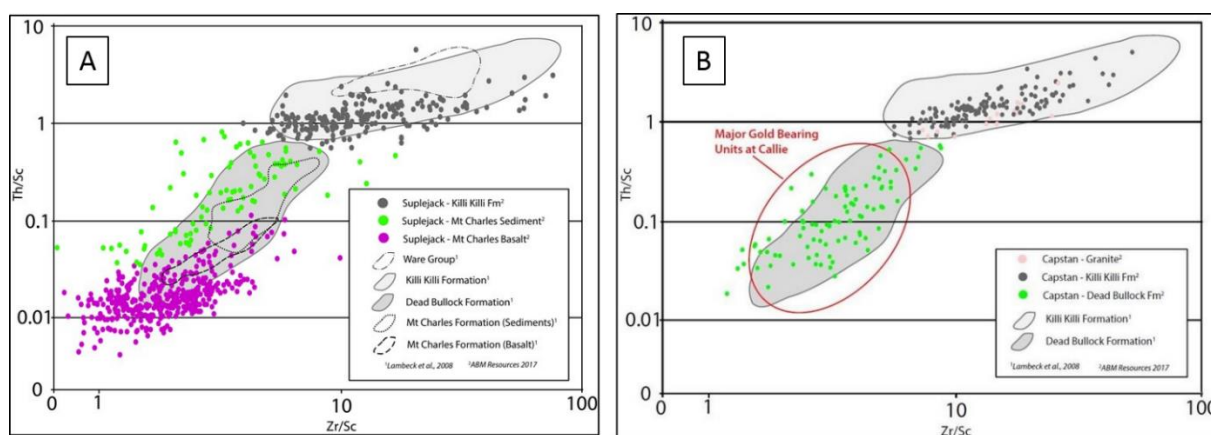 A
Th/Sc
10
1
0.1
0.01
0
0
1
10
100
Zr/Sc
Suplejack - Killi Killi Fm²
Suplejack - Mt Charles Sediment²
Suplejack - Mt Charles Basalt²
Ware Group¹
Killi Killi Formation¹
Dead Bullock Formation¹
Mt Charles Formation (Sediments)¹
Mt Charles Formation (Basalt)¹
¹Lambeck et al., 2008 ²ABM Resources 2017
B
Th/Sc
10
1
0.1
0.01
0
0
1
10
100
Zr/Sc
Major Gold Bearing
Units at Callie
Capstan - Granite²
Capstan - Killi Killi Fm²
Capstan - Dead Bullock Fm²
Killi Killi Formation¹
Dead Bullock Formation¹
¹Lambeck et al., 2008 ²ABM Resources 2017